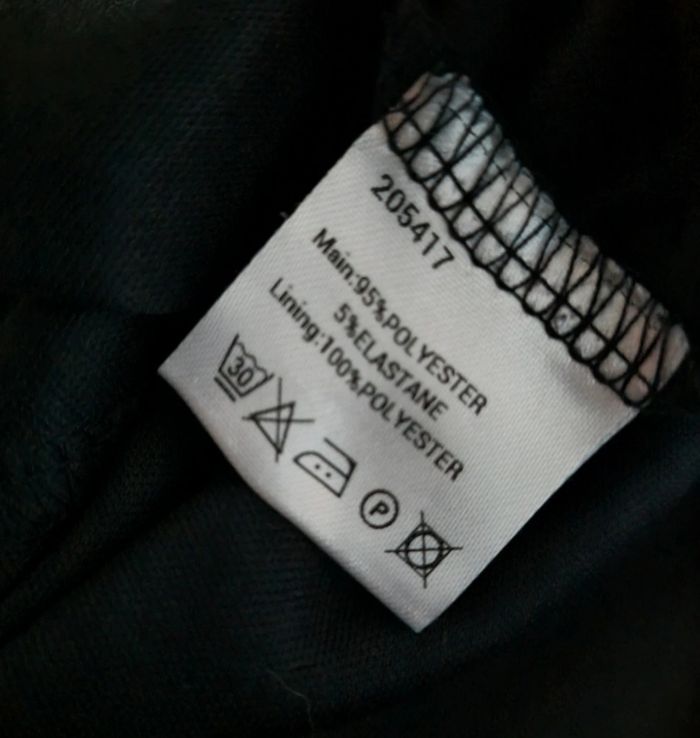 205417
Main:95%POLYESTER
5%ELASTANE
Lining:100%POLYESTER
30
P